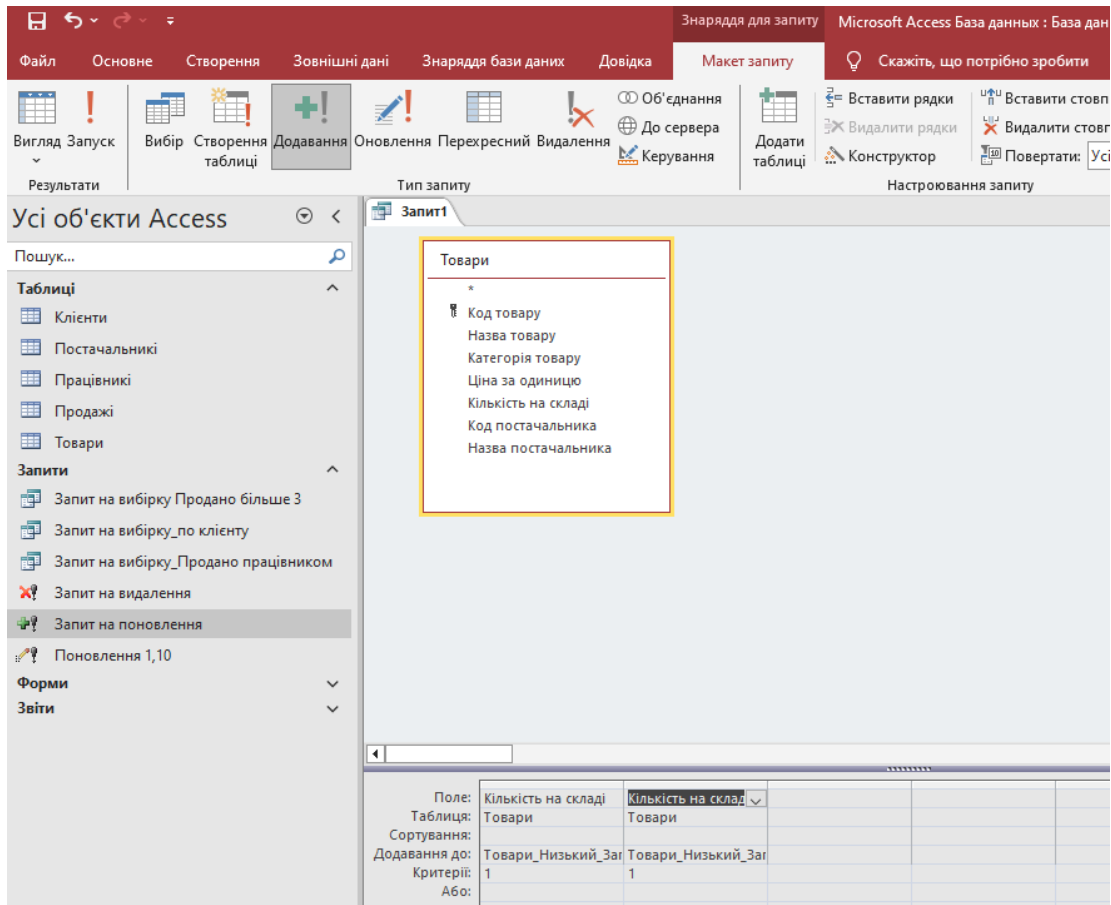 Знаряддя для запиту Microsoft Access База данных : База дан
Файл Основне Створення Зовнішні дані Знаряддя бази даних Довідка Макет запиту Скажіть, що потрібно зробити
Вигляд Запуск Вибір Створення таблиці Додавання Оновлення Перехресний Видалення
Об'єднання
До сервера
Керування
Додати таблиці
Вставити рядки
Видалити рядки
Конструктор
Вставити стовп
Видалити стовп
Повертати: Усі
Результати Тип запиту Настроювання запиту
Усі об'єкти Access
Пошук...
Таблиці
Клієнти
Постачальникі
Працівникі
Продажі
Товари
Запити
Запит на вибірку Продано більше 3
Запит на вибірку_по клієнту
Запит на вибірку_Продано працівником
Запит на видалення
Запит на поновлення
Поновлення 1,10
Форми
Звіти
Запит1
Товари
*
Код товару
Назва товару
Категорія товару
Ціна за одиницю
Кількість на складі
Код постачальника
Назва постачальника
Поле: Кількість на складі Кількість на склад
Таблиця: Товари Товари
Сортування:
Додавання до: Товари_Низький_Заг Товари_Низький_Заг
Критерії: 1 1
Або: